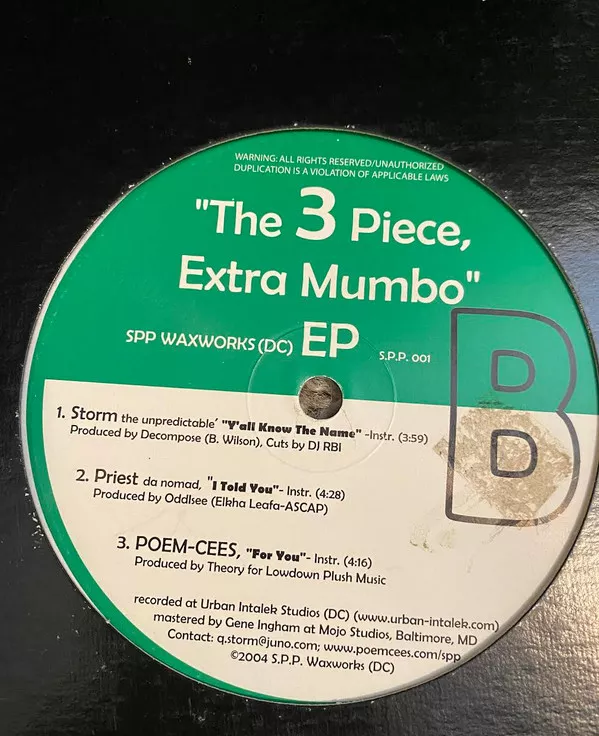 WARNING: ALL RIGHTS RESERVED/UNAUTHORIZED
DUPLICATION IS A VIOLATION OF APPLICABLE LAWS
"The 3 Piece,
Extra Mumbo"
SPP WAXWORKS (DC) EP S.P.P. 001
B
1. Storm the unpredictable' "Y'all Know The Name" -Instr. (3:59)
Produced by Decompose (B. Wilson), Cuts by DJ RBI
2. Priest da nomad, "I Told You"- Instr. (4:28)
Produced by Oddlsee (Elkha Leafa-ASCAP)
3. POEM-CEES, "For You"- Instr. (4:16)
Produced by Theory for Lowdown Plush Music
recorded at Urban Intalek Studios (DC) (www.urban-intalek.com)
mastered by Gene Ingham at Mojo Studios, Baltimore, MD
Contact: q.storm@juno.com; www.poemcees.com/spp
©2004 S.P.P. Waxworks (DC)